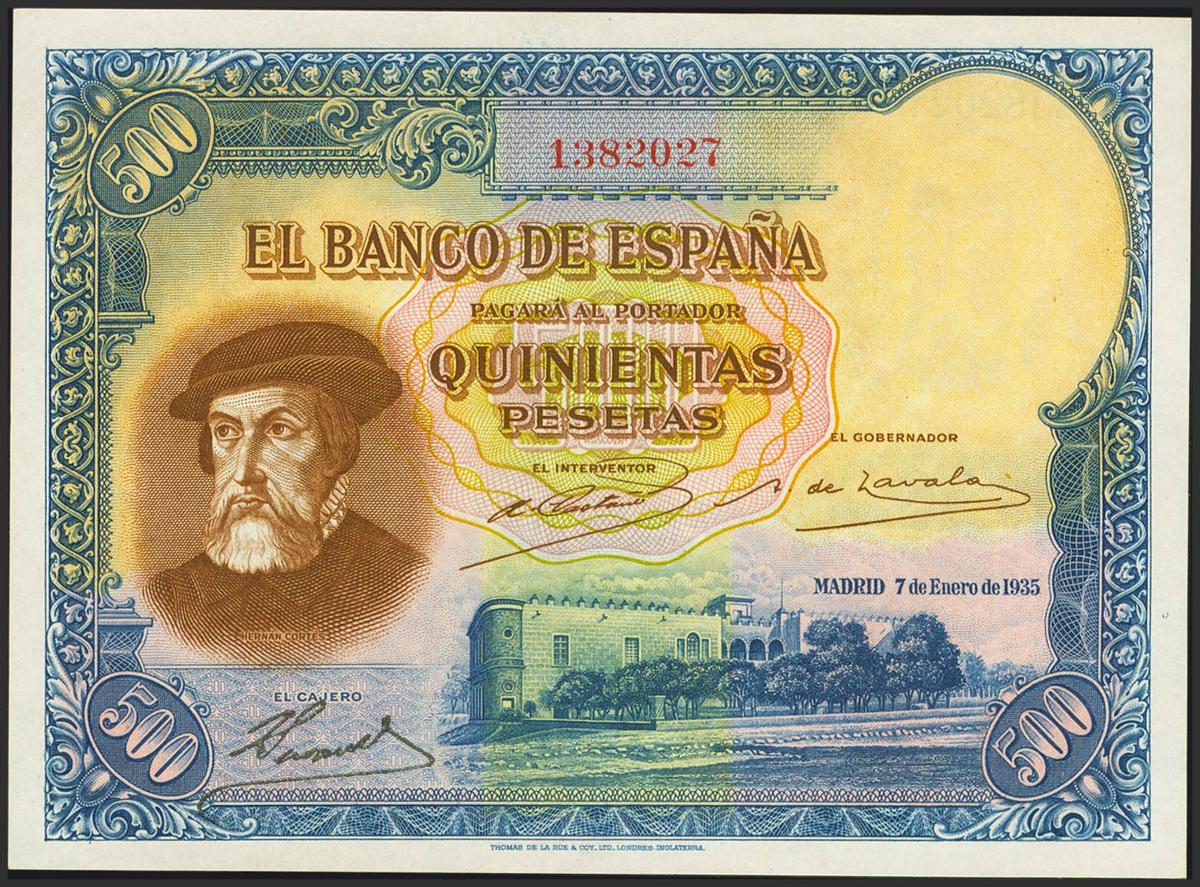 500
1382027
EL BANCO DE ESPAÑA
PAGARÁ AL PORTADOR
QUINIENTAS
PESETAS
EL INTERVENTOR
EL GOBERNADOR
de Zavala
MADRID 7 de Enero de 1935
HERNAN CORTES
EL CAJERO
500
500
THOMAS DE LA RÜE & COY. LTD. LONDRES. INGLATERRA.